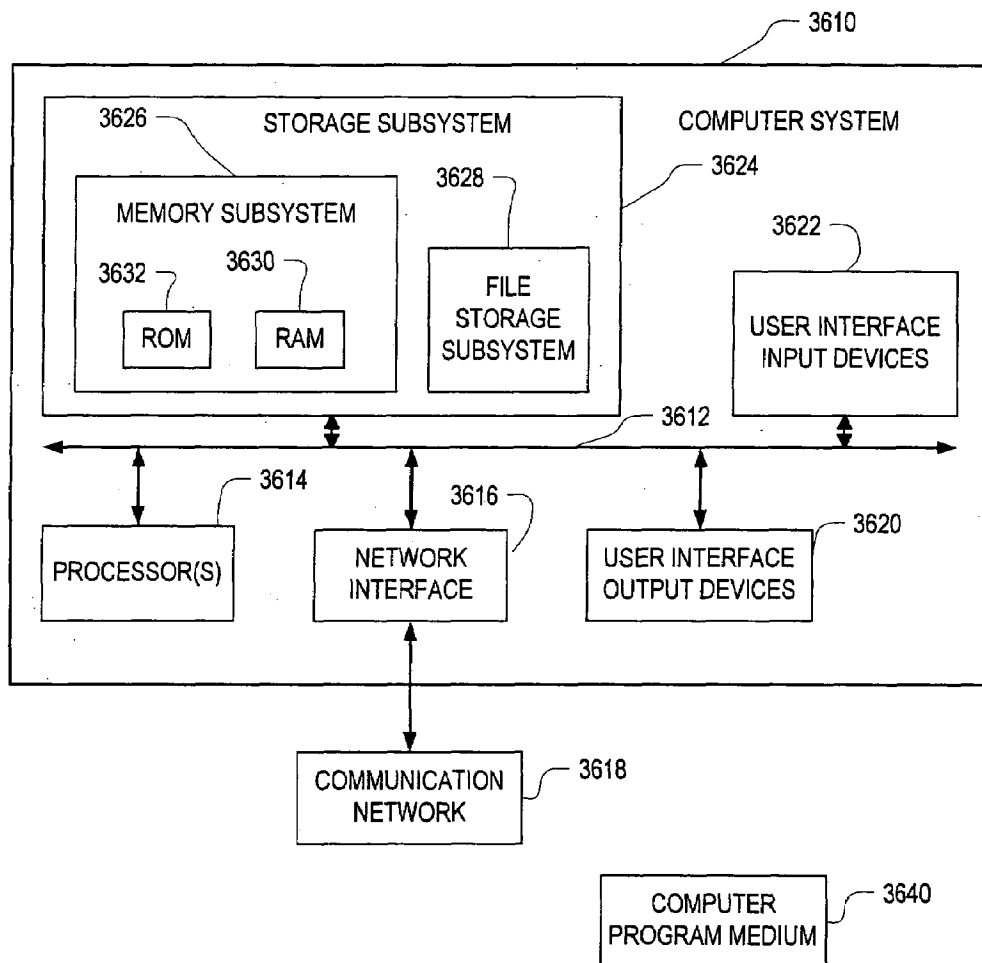 3610
STORAGE SUBSYSTEM
COMPUTER SYSTEM
3626
3624
3628
MEMORY SUBSYSTEM
3622
3632
3630
FILE
STORAGE
SUBSYSTEM
ROM
RAM
USER INTERFACE
INPUT DEVICES
3612
3614
3616
3620
PROCESSOR(S)
NETWORK
INTERFACE
USER INTERFACE
OUTPUT DEVICES
COMMUNICATION
NETWORK
3618
COMPUTER
PROGRAM MEDIUM
3640